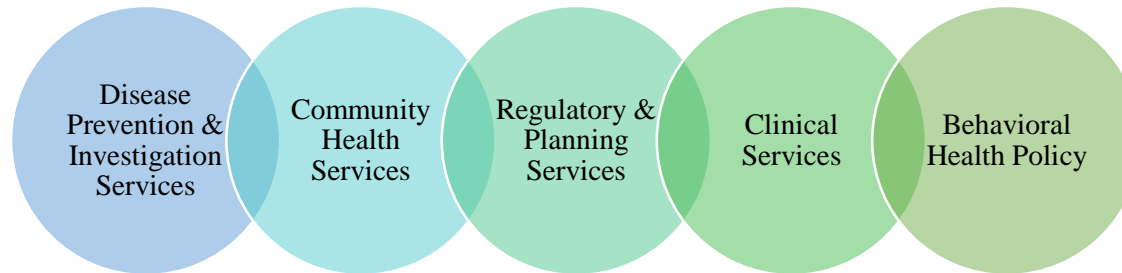 Disease
Prevention &
Investigation
Services
Community
Health
Services
Regulatory &
Planning
Services
Clinical
Services
Behavioral
Health Policy